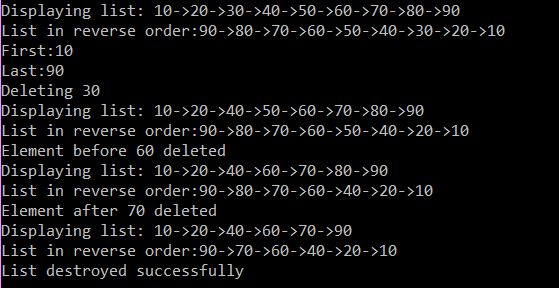 Displaying list: 10->20->30->40->50->60->70->80->90
List in reverse order:90->80->70->60->50->40->30->20->10
First:10
Last:90
Deleting 30
Displaying list: 10->20->40->50->60->70->80->90
List in reverse order:90->80->70->60->50->40->20->10
Element before 60 deleted
Displaying list: 10->20->40->60->70->80->90
List in reverse order:90->80->70->60->40->20->10
Element after 70 deleted
Displaying list: 10->20->40->60->70->90
List in reverse order:90->70->60->40->20->10
List destroyed successfully